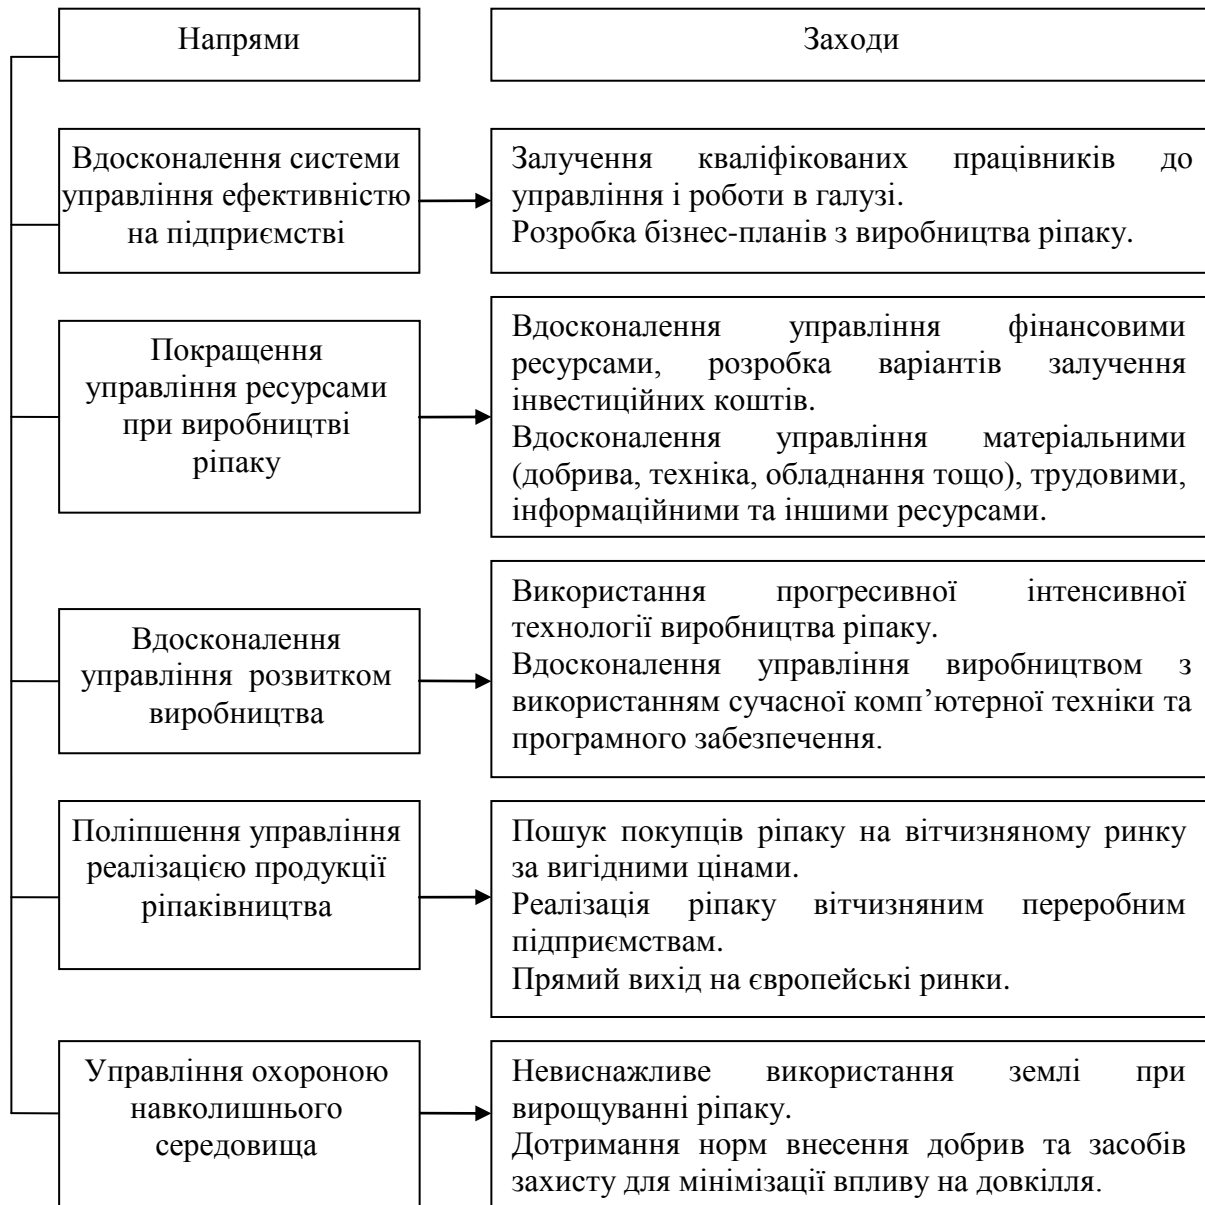 Напрями
Заходи
Вдосконалення системи
управління ефективністю
на підприємстві
Залучення кваліфікованих працівників до
управління і роботи в галузі.
Розробка бізнес-планів з виробництва ріпаку.
Покращення
управління ресурсами
при виробництві
ріпаку
Вдосконалення управління фінансовими
ресурсами, розробка варіантів залучення
інвестиційних коштів.
Вдосконалення управління матеріальними
(добрива, техніка, обладнання тощо), трудовими,
інформаційними та іншими ресурсами.
Вдосконалення
управління розвитком
виробництва
Використання прогресивної інтенсивної
технології виробництва ріпаку.
Вдосконалення управління виробництвом з
використанням сучасної комп’ютерної техніки та
програмного забезпечення.
Поліпшення управління
реалізацією продукції
ріпаківництва
Пошук покупців ріпаку на вітчизняному ринку
за вигідними цінами.
Реалізація ріпаку вітчизняним переробним
підприємствам.
Прямий вихід на європейські ринки.
Управління охороною
навколишнього
середовища
Невиснажливе використання землі при
вирощуванні ріпаку.
Дотримання норм внесення добрив та засобів
захисту для мінімізації впливу на довкілля.